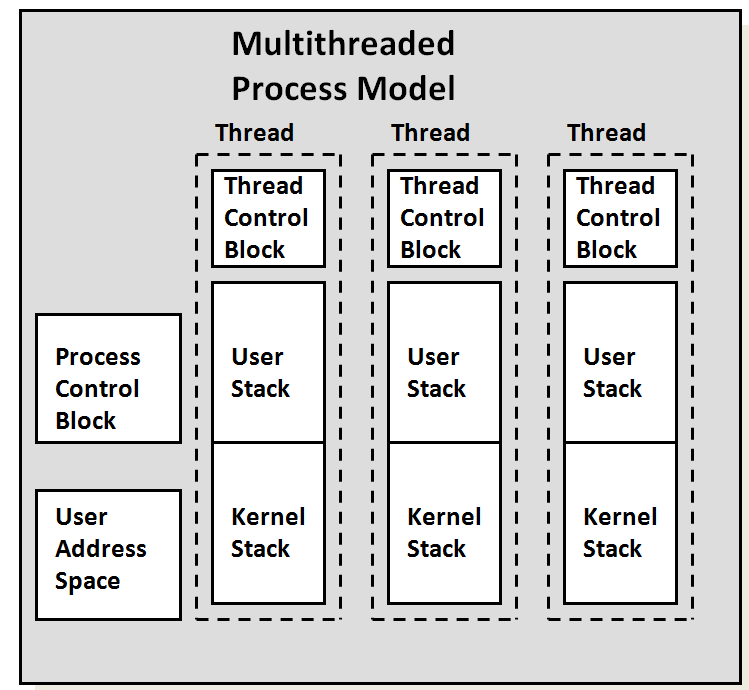 Multithreaded
Process Model
Thread
Thread
Thread
Thread
Control
Block
Thread
Control
Block
Thread
Control
Block
Process
Control
Block
User
Stack
User
Stack
User
Stack
User
Address
Space
Kernel
Stack
Kernel
Stack
Kernel
Stack